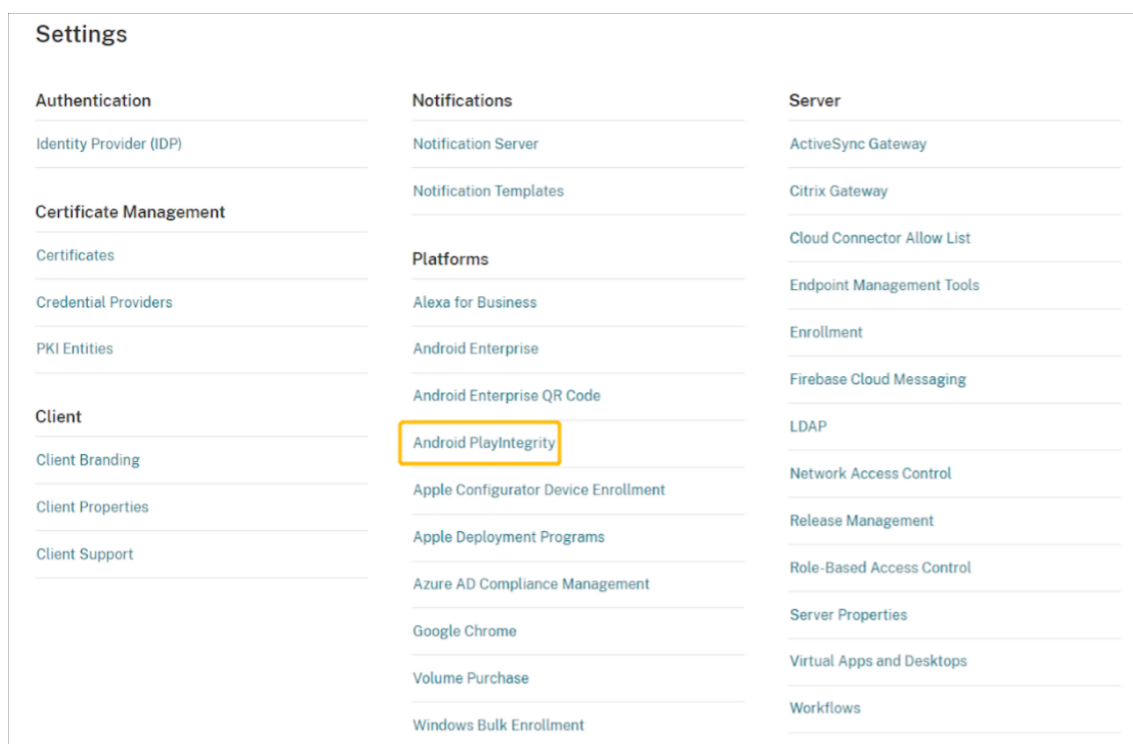 Settings
Authentication
Identity Provider (IDP)
Certificate Management
Certificates
Credential Providers
PKI Entities
Client
Client Branding
Client Properties
Client Support
Notifications
Notification Server
Notification Templates
Platforms
Alexa for Business
Android Enterprise
Android Enterprise QR Code
Android PlayIntegrity
Apple Configurator Device Enrollment
Apple Deployment Programs
Azure AD Compliance Management
Google Chrome
Volume Purchase
Windows Bulk Enrollment
Server
ActiveSync Gateway
Citrix Gateway
Cloud Connector Allow List
Endpoint Management Tools
Enrollment
Firebase Cloud Messaging
LDAP
Network Access Control
Release Management
Role-Based Access Control
Server Properties
Virtual Apps and Desktops
Workflows